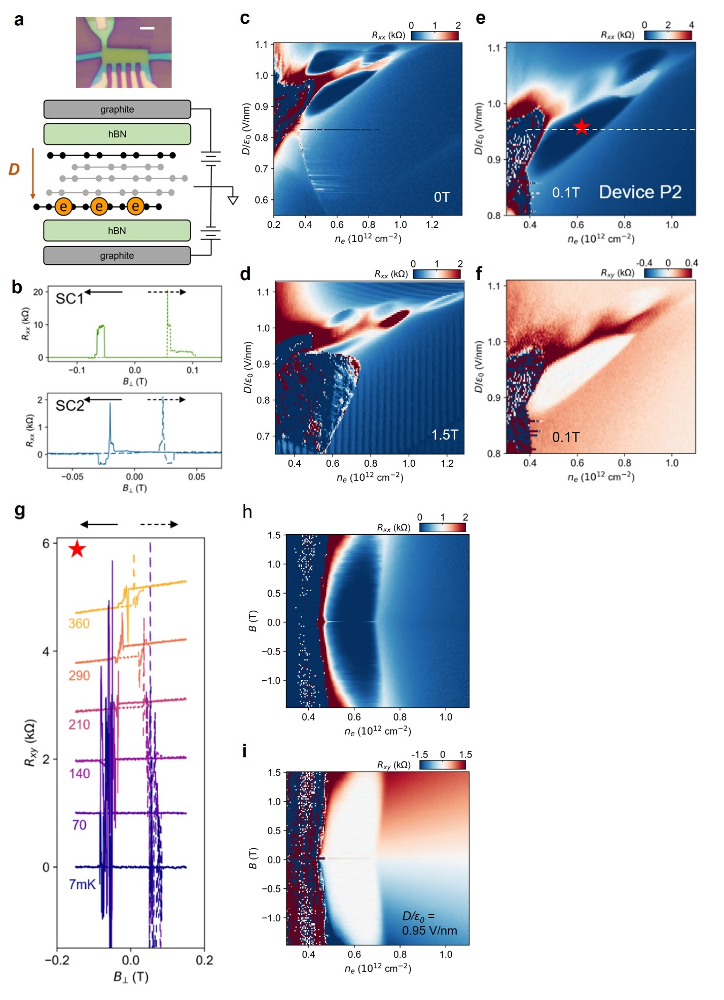 a
graphite
hBN
D
e e e
hBN
graphite
b
SC1
20
10
0
Rxx (kΩ)
−0.1 0.0 0.1
B⊥ (T)
SC2
2
1
0
Rxx (kΩ)
−0.05 0.00 0.05
B⊥ (T)
c
Rxx (kΩ)
0 1 2
1.1
1.0
0.9
0.8
0.7
0.6
D/ε0 (V/nm)
0T
0.2 0.4 0.6 0.8 1.0 1.2
ne (10¹² cm⁻²)
d
Rxx (kΩ)
0 1 2
1.1
1.0
0.9
0.8
0.7
D/ε0 (V/nm)
1.5T
0.4 0.6 0.8 1.0 1.2
ne (10¹² cm⁻²)
e
Rxx (kΩ)
0 2 4
1.1
1.0
0.9
0.8
D/ε0 (V/nm)
0.1T Device P2
0.4 0.6 0.8 1.0
ne (10¹² cm⁻²)
f
Rxy (kΩ)
-0.4 0 0.4
1.1
1.0
0.9
0.8
D/ε0 (V/nm)
0.1T
0.4 0.6 0.8 1.0
ne (10¹² cm⁻²)
g
6
4
2
0
Rxy (kΩ)
360
290
210
140
70
7mK
−0.2 0.0 0.2
B⊥ (T)
h
Rxx (kΩ)
0 1 2
1.5
1.0
0.5
0.0
−0.5
−1.0
B (T)
0.4 0.6 0.8 1.0
ne (10¹² cm⁻²)
i
Rxy (kΩ)
-1.5 0 1.5
1.5
1.0
0.5
0.0
−0.5
−1.0
B (T)
D/ε0 =
0.95 V/nm
0.4 0.6 0.8 1.0
ne (10¹² cm⁻²)